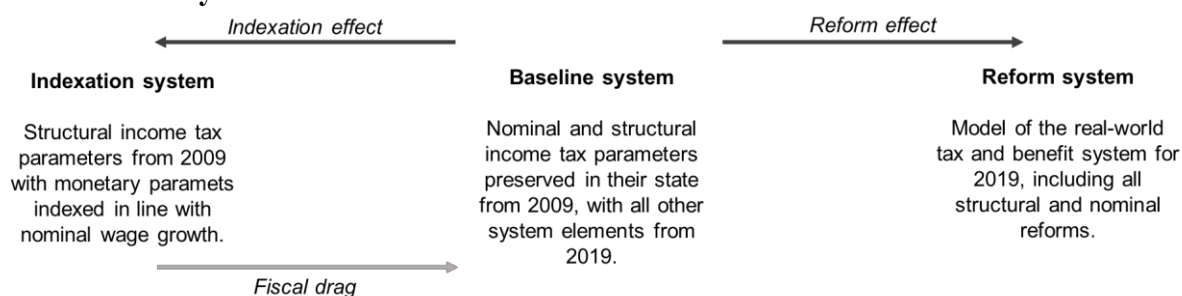 Indexation effect
Reform effect
Indexation system
Baseline system
Reform system
Structural income tax
parameters from 2009
with monetary paramets
indexed in line with
nominal wage growth.
Nominal and structural
income tax parameters
preserved in their state
from 2009, with all other
system elements from
2019.
Model of the real-world
tax and benefit system for
2019, including all
structural and nominal
reforms.
Fiscal drag